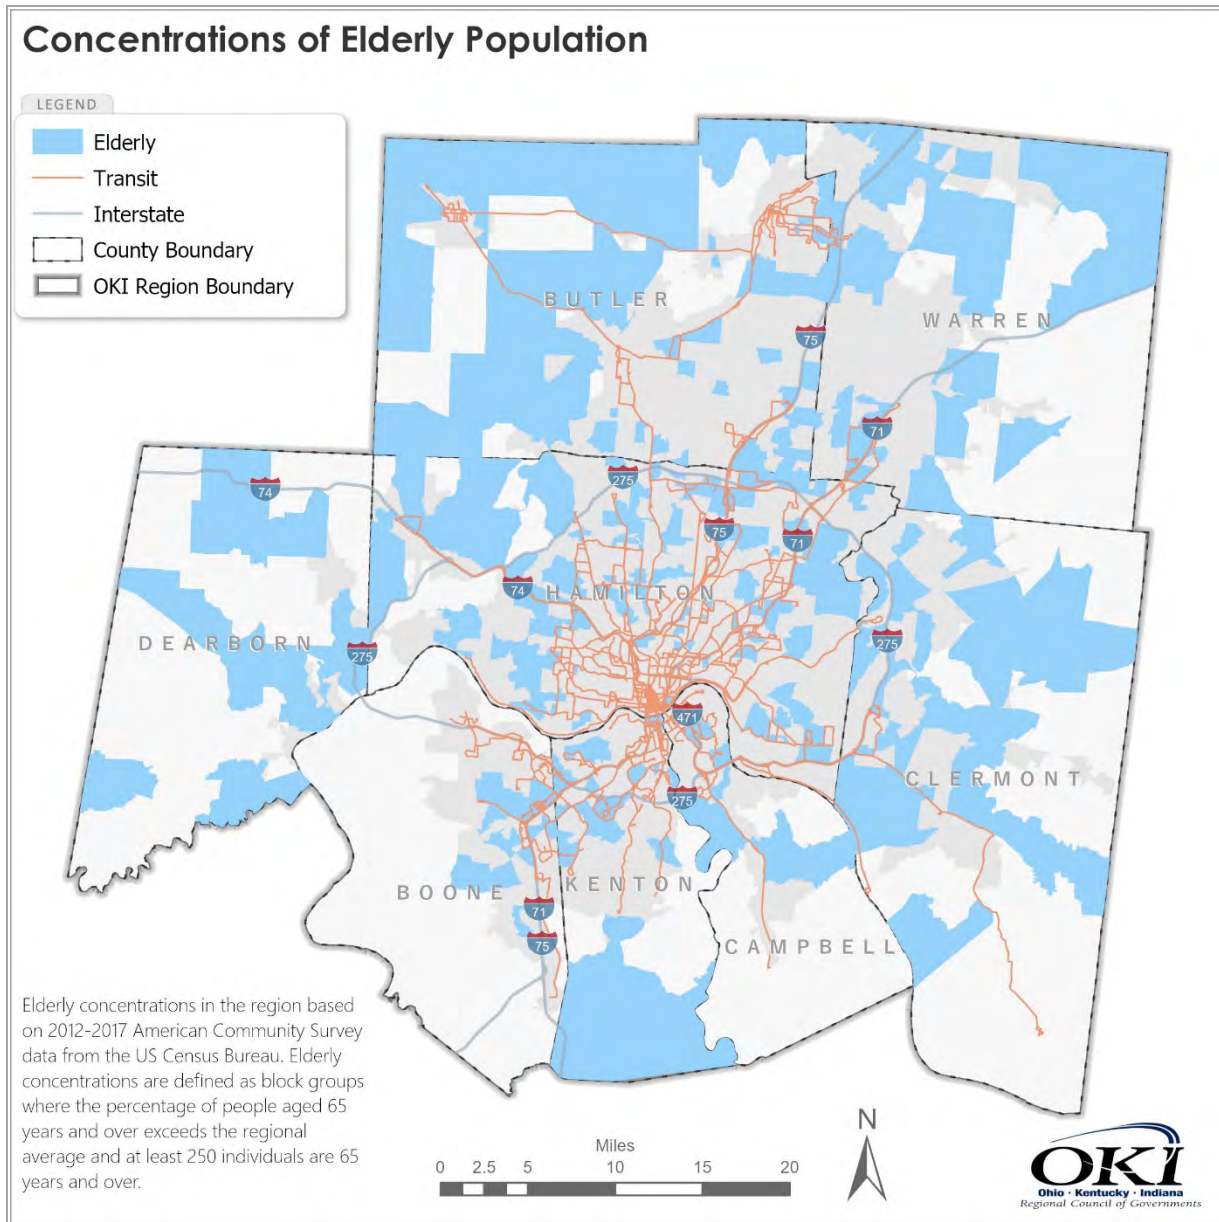 Concentrations of Elderly Population
LEGEND
Elderly
Transit
Interstate
County Boundary
OKI Region Boundary
BUTLER
WARREN
75
71
74
275
75
71
74
HAMILTON
DEARBORN
275
275
471
CLERMONT
275
BOONE
KENTON
71
75
CAMPBELL
Elderly concentrations in the region based
on 2012-2017 American Community Survey
data from the US Census Bureau. Elderly
concentrations are defined as block groups
where the percentage of people aged 65
years and over exceeds the regional
average and at least 250 individuals are 65
years and over.
Miles
0 2.5 5 10 15 20
N
OKI
Ohio · Kentucky · Indiana
Regional Council of Governments